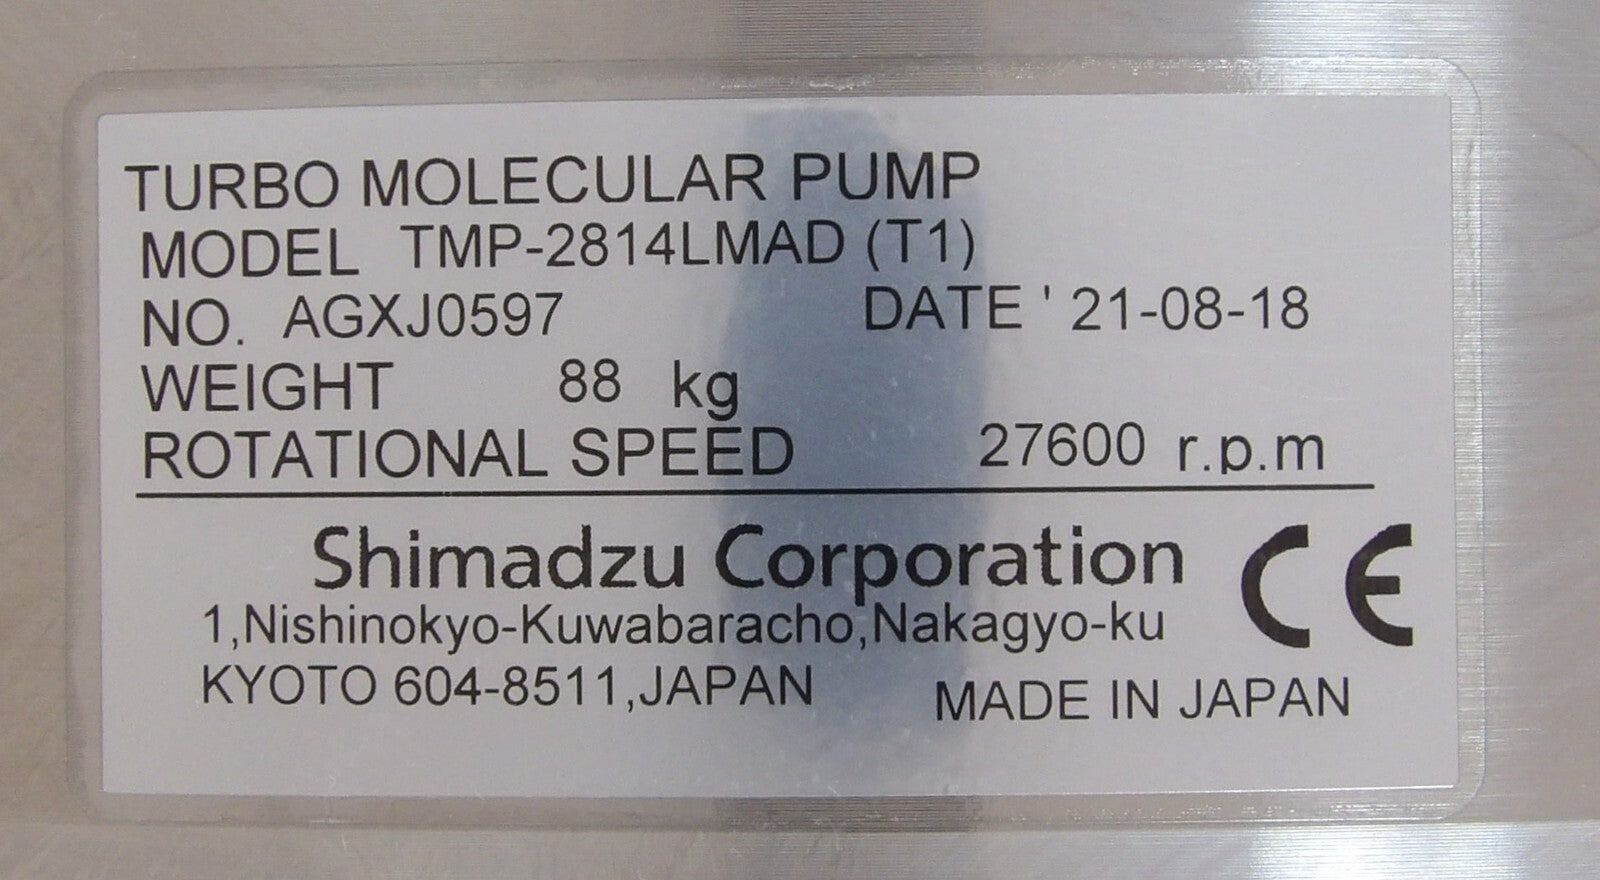 TURBO MOLECULAR PUMP
MODEL TMP-2814LMAD (T1)
NO. AGXJ0597 DATE ' 21-08-18
WEIGHT 88 kg
ROTATIONAL SPEED 27600 r.p.m
Shimadzu Corporation CE
1,Nishinokyo-Kuwabaracho,Nakagyo-ku
KYOTO 604-8511,JAPAN MADE IN JAPAN